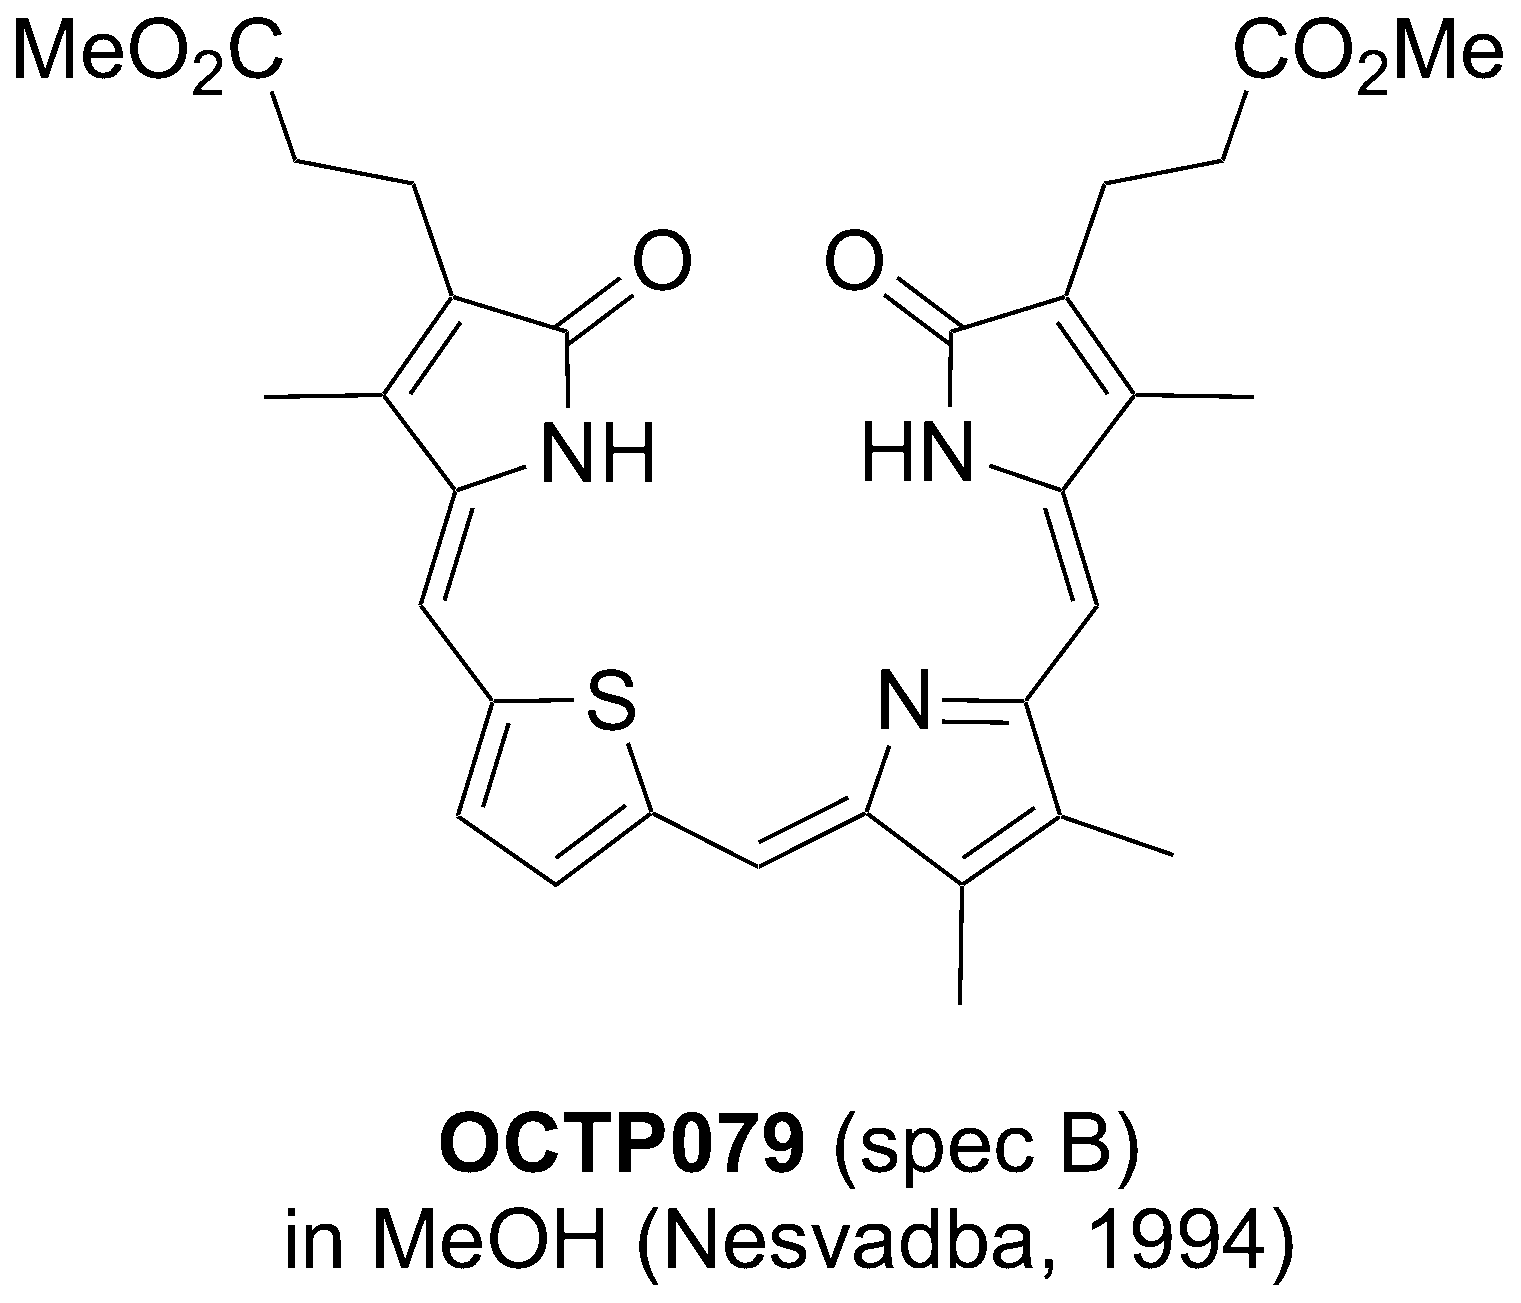 MeO2C CO2Me
O O
NH HN
S N
OCTP079 (spec B)
in MeOH (Nesvadba, 1994)